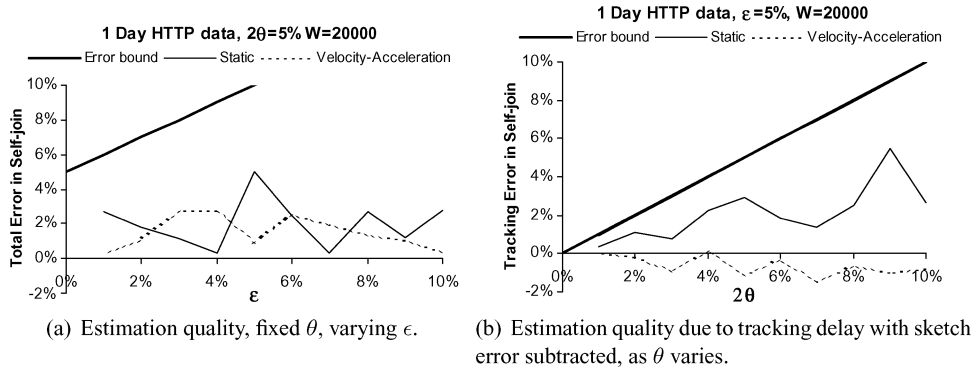 1 Day HTTP data, 2θ=5% W=20000
Error bound Static Velocity-Acceleration
Total Error in Self-join
10%
8%
6%
4%
2%
0%
-2%
0% 2% 4% 6% 8% 10%
ε
(a) Estimation quality, fixed θ, varying ϵ.
1 Day HTTP data, ε=5%, W=20000
Error bound Static Velocity-Acceleration
Tracking Error in Self-join
10%
8%
6%
4%
2%
0%
-2%
0% 2% 4% 6% 8% 10%
2θ
(b) Estimation quality due to tracking delay with sketch
error subtracted, as θ varies.